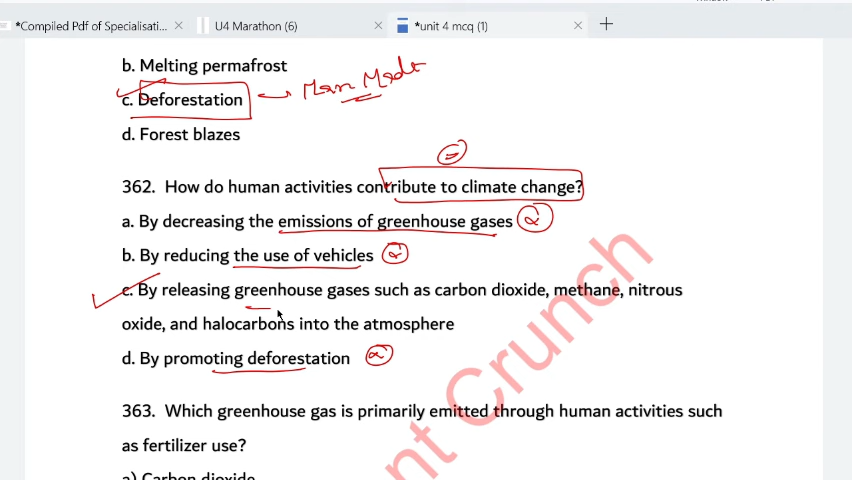 *Compiled Pdf of Specialisati...
U4 Marathon (6)
*unit 4 mcq (1)
b. Melting permafrost
c. Deforestation
Man Made
d. Forest blazes
362. How do human activities contribute to climate change?
a. By decreasing the emissions of greenhouse gases
b. By reducing the use of vehicles
c. By releasing greenhouse gases such as carbon dioxide, methane, nitrous
oxide, and halocarbons into the atmosphere
d. By promoting deforestation
363. Which greenhouse gas is primarily emitted through human activities such
as fertilizer use?
a) Carbon dioxide
Crunch